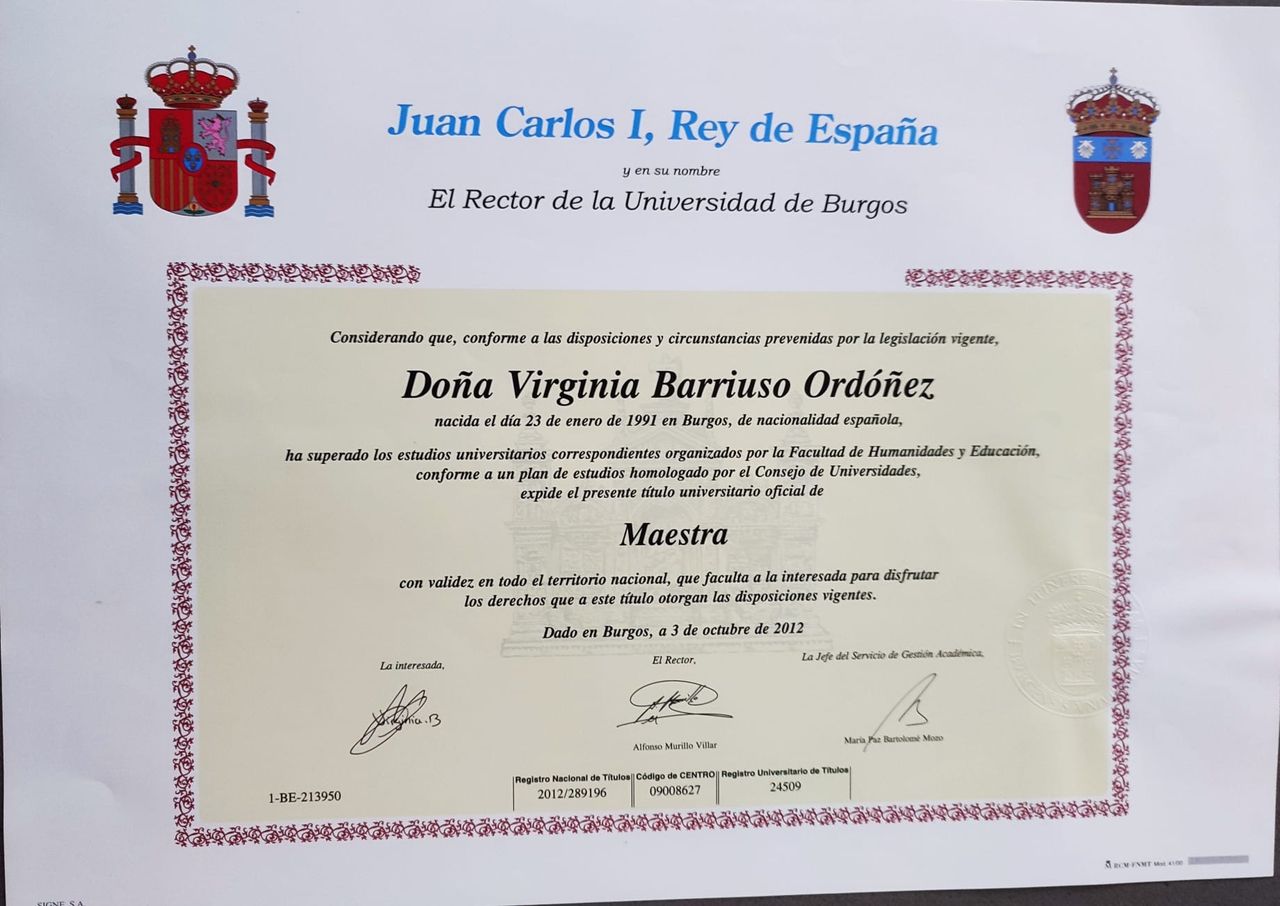 Juan Carlos I, Rey de España
y en su nombre
El Rector de la Universidad de Burgos
Considerando que, conforme a las disposiciones y circunstancias prevenidas por la legislación vigente,
Doña Virginia Barriuso Ordóñez
nacida el día 23 de enero de 1991 en Burgos, de nacionalidad española,
ha superado los estudios universitarios correspondientes organizados por la Facultad de Humanidades y Educación,
conforme a un plan de estudios homologado por el Consejo de Universidades,
expide el presente título universitario oficial de
Maestra
con validez en todo el territorio nacional, que faculta a la interesada para disfrutar
los derechos que a este título otorgan las disposiciones vigentes.
Dado en Burgos, a 3 de octubre de 2012
La interesada, El Rector, La Jefe del Servicio de Gestión Académica,
Virginia.B
Alfonso Murillo Villar María Paz Bartolomé Mozo
Registro Nacional de Títulos Código de CENTRO Registro Universitario de Títulos
1-BE-213950 2012/289196 09008627 24509
RCM-FNMT Mod. 41/00
SIGNE, S.A.